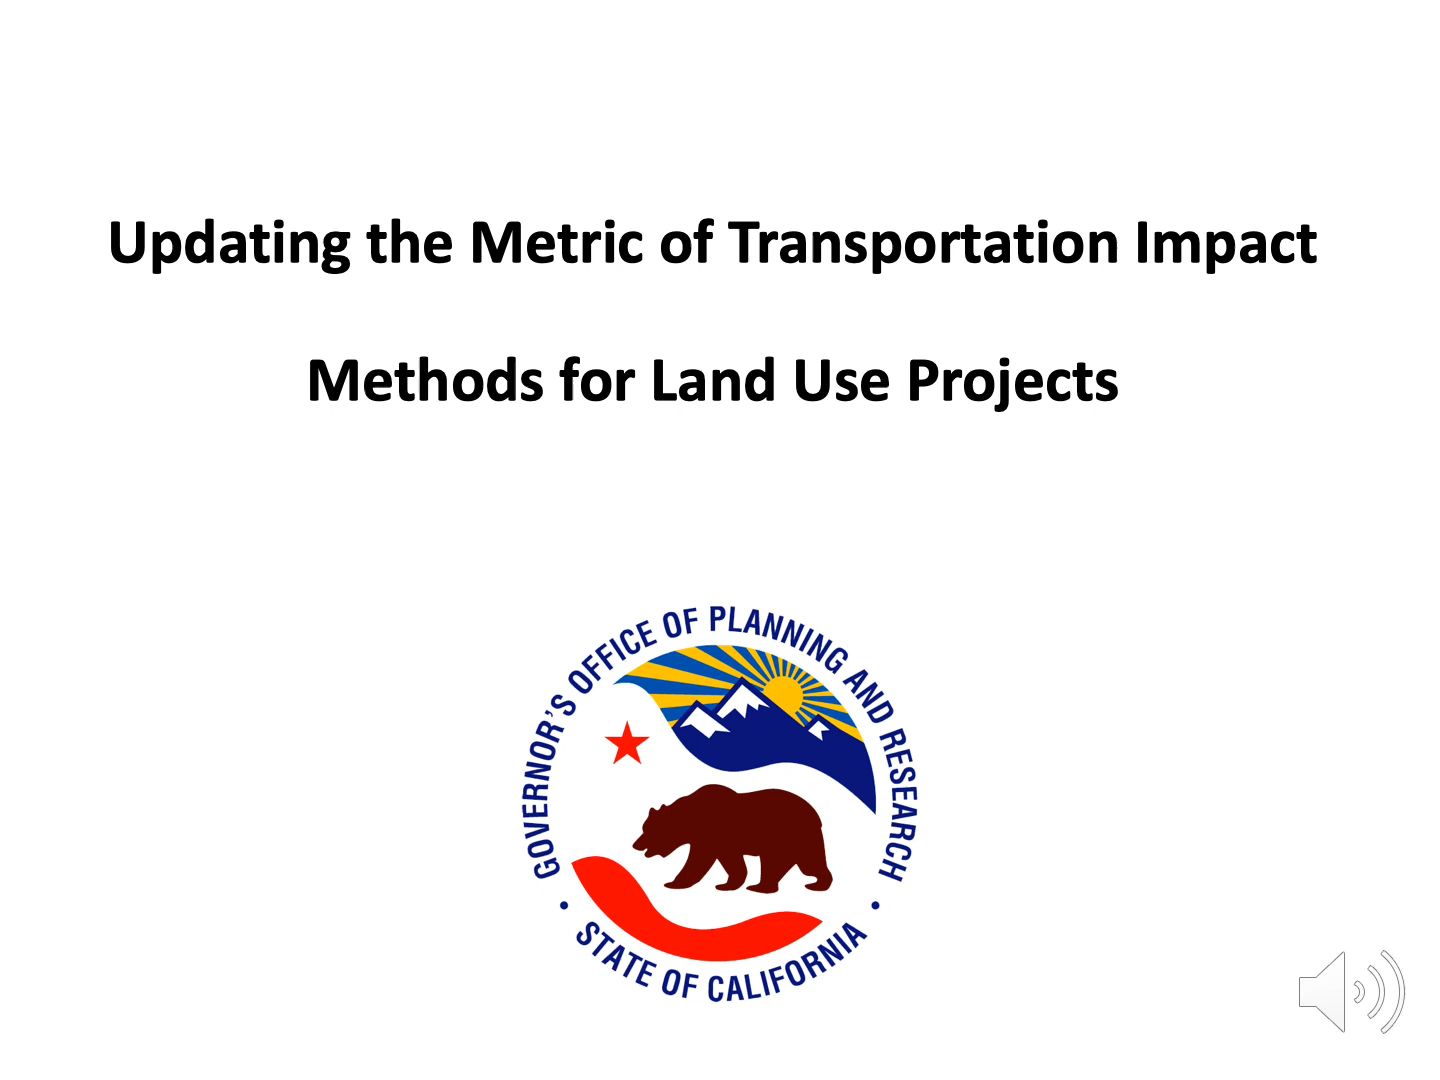 Updating the Metric of Transportation Impact
Methods for Land Use Projects
GOVERNOR'S OFFICE OF PLANNING AND RESEARCH
• STATE OF CALIFORNIA •